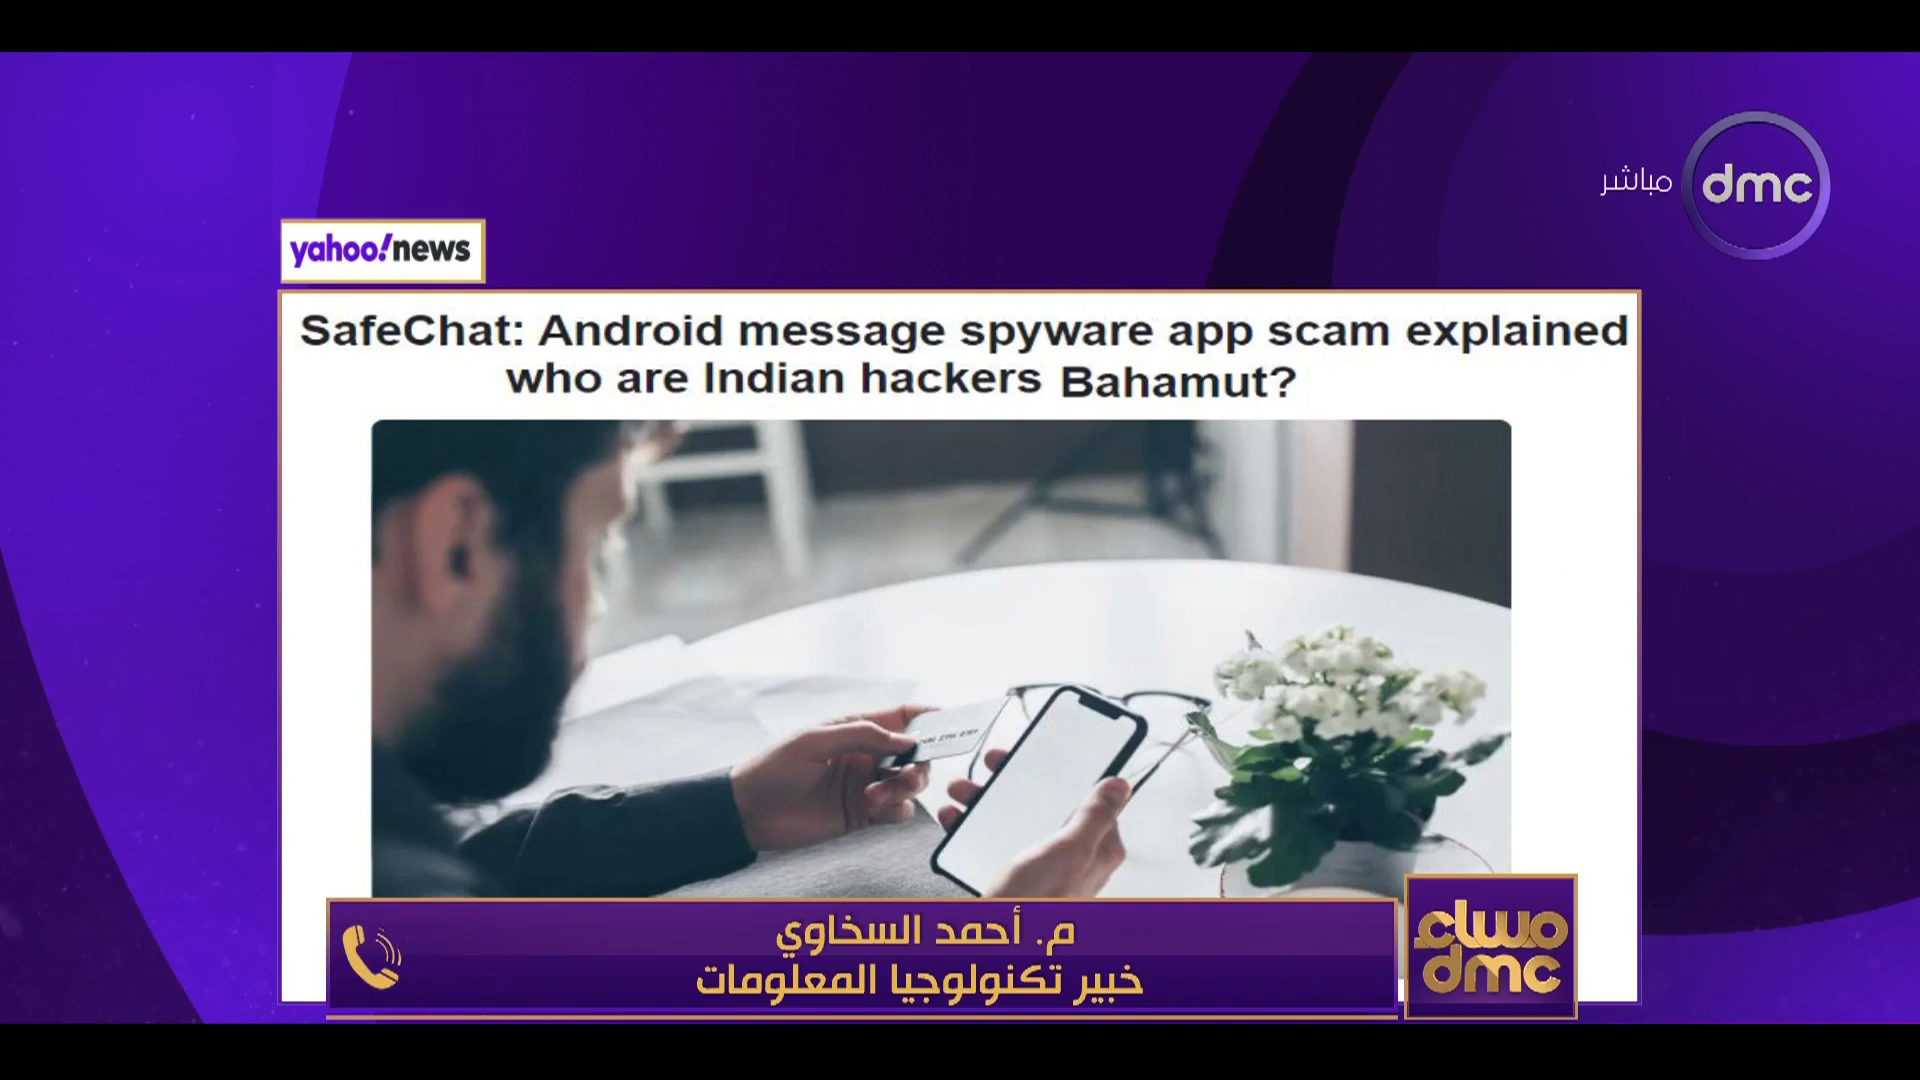 مباشر
dmc
yahoo!news
SafeChat: Android message spyware app scam explained
who are Indian hackers Bahamut?
م. أحمد السخاوي
خبير تكنولوجيا المعلومات
مساء
dmc